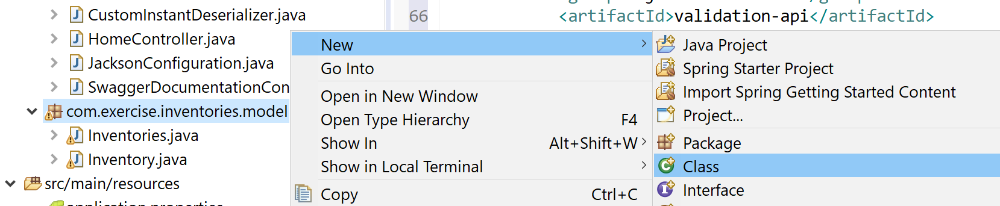 CustomInstantDeserializer.java
HomeController.java
JacksonConfiguration.java
SwaggerDocumentationCon
com.exercise.inventories.model
Inventories.java
Inventory.java
src/main/resources
application.properties
66 <artifactId>validation-api</artifactId>
New
Go Into
Open in New Window
Open Type Hierarchy F4
Show In Alt+Shift+W
Show in Local Terminal
Copy Ctrl+C
Java Project
Spring Starter Project
Import Spring Getting Started Content
Project...
Package
Class
Interface